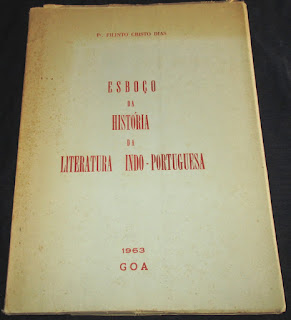 P.e FILINTO CRISTO DIAS
ESBOÇO
DA
HISTÓRIA
DA
LITERATURA INDO-PORTUGUESA
1963
GOA